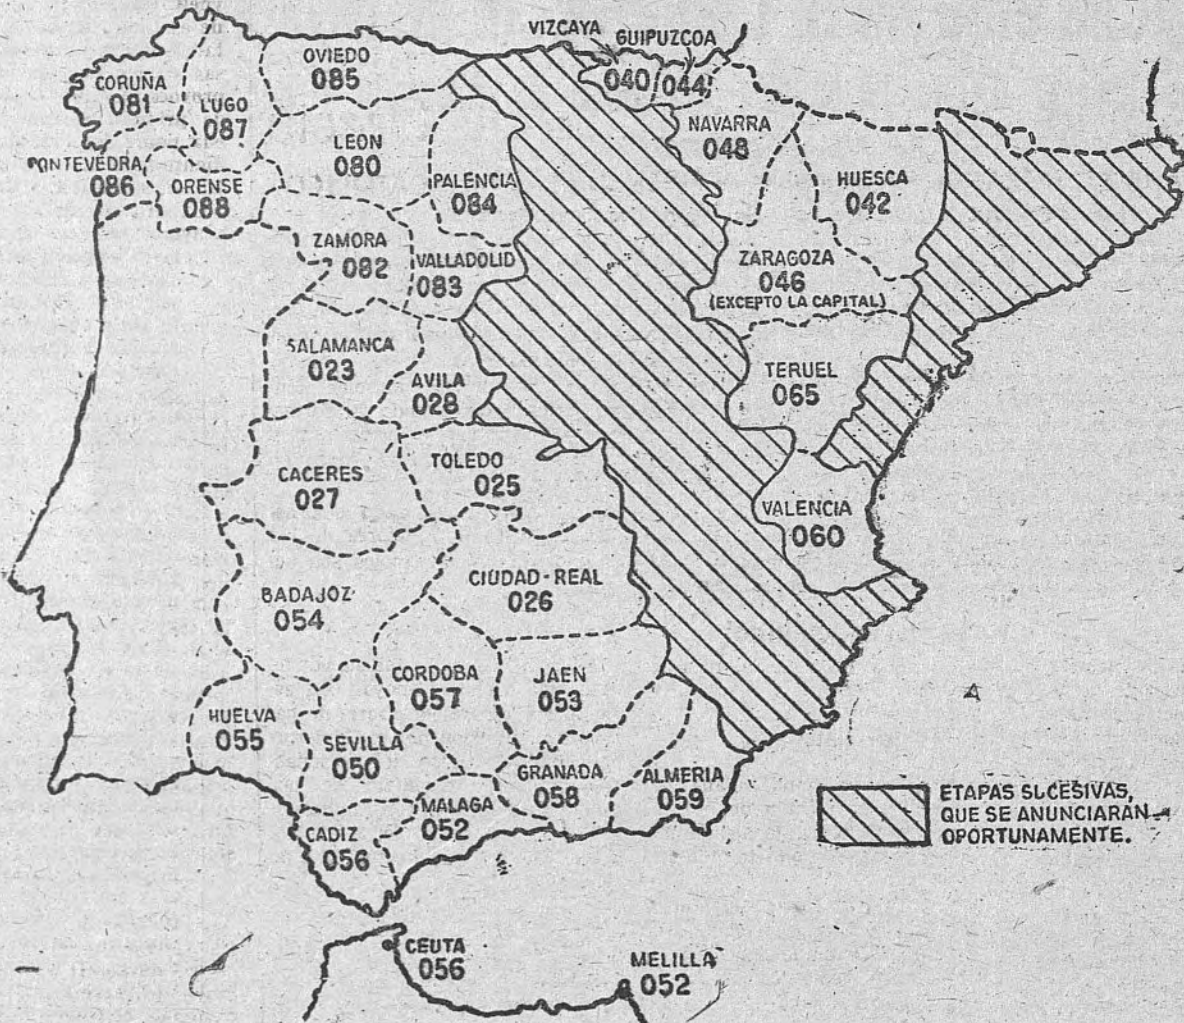 VIZCAYA
040
GUIPUZCOA
044
CORUÑA
081
LUGO
087
OVIEDO
085
NAVARRA
048
HUESCA
042
PONTEVEDRA
086
ORENSE
088
LEON
080
PALENCIA
084
ZAMORA
082
VALLADOLID
083
ZARAGOZA
046
(EXCEPTO LA CAPITAL)
SALAMANCA
023
AVILA
028
TERUEL
065
CACERES
027
TOLEDO
025
VALENCIA
060
BADAJOZ
054
CIUDAD-REAL
026
HUELVA
055
SEVILLA
050
CORDOBA
057
JAEN
053
CADIZ
056
MALAGA
052
GRANADA
058
ALMERIA
059
ETAPAS SUCESIVAS,
QUE SE ANUNCIARAN
OPORTUNAMENTE.
CEUTA
056
MELILLA
052